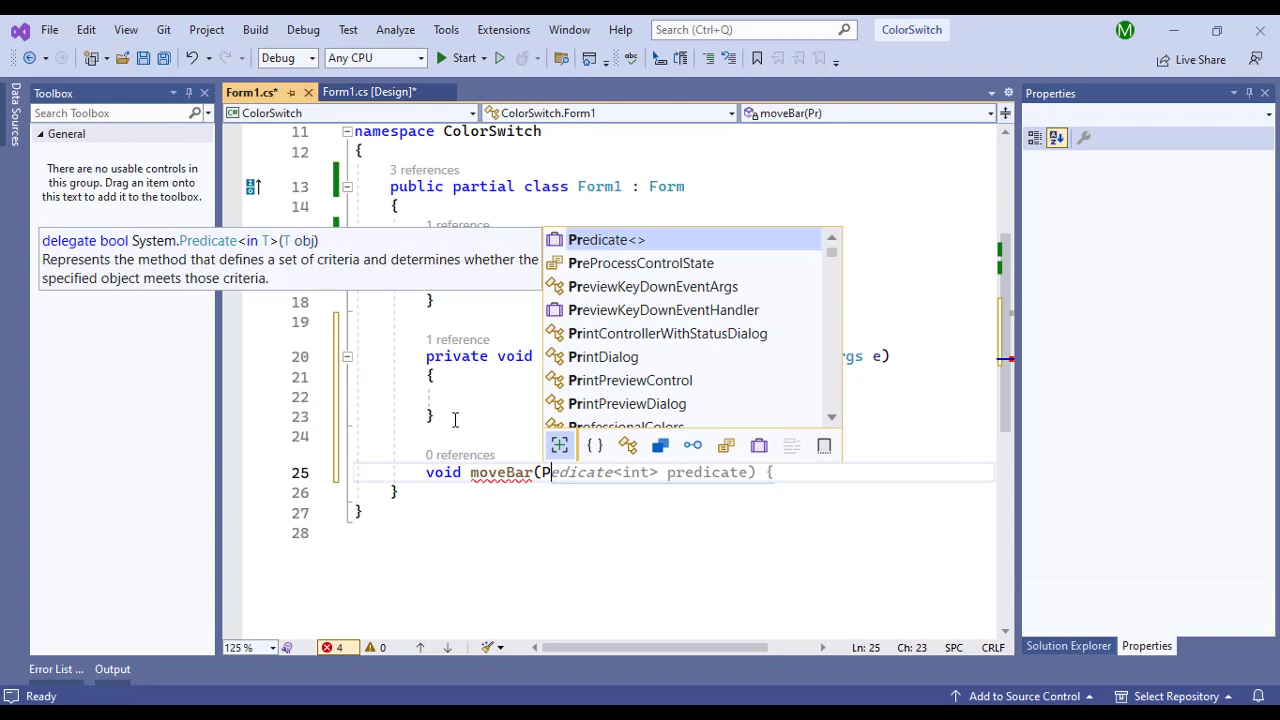 File Edit View Git Project Build Debug Test Analyze Tools Extensions Window Help Search (Ctrl+Q) ColorSwitch M
Debug Any CPU Start Live Share
Data Sources
Toolbox
Search Toolbox
General
There are no usable controls in
this group. Drag an item onto
this text to add it to the toolbox.
Form1.cs* Form1.cs [Design]*
ColorSwitch ColorSwitch.Form1 moveBar(Pr)
11 namespace ColorSwitch
12 {
3 references
13 public partial class Form1 : Form
14 {
1 reference
delegate bool System.Predicate<in T>(T obj)
Represents the method that defines a set of criteria and determines whether the
specified object meets those criteria.
Predicate<>
PreProcessControlState
PreviewKeyDownEventArgs
PreviewKeyDownEventHandler
PrintControllerWithStatusDialog
PrintDialog
PrintPreviewControl
PrintPreviewDialog
ProfessionalColors
18 }
19
1 reference
20 private void rgs e)
21 {
22
23 }
24
0 references
25 void moveBar(Predicate<int> predicate) {
26 }
27 }
28
125 % 4 0 Ln: 25 Ch: 23 SPC CRLF
Properties
Solution Explorer Properties
Error List ... Output
Ready Add to Source Control Select Repository